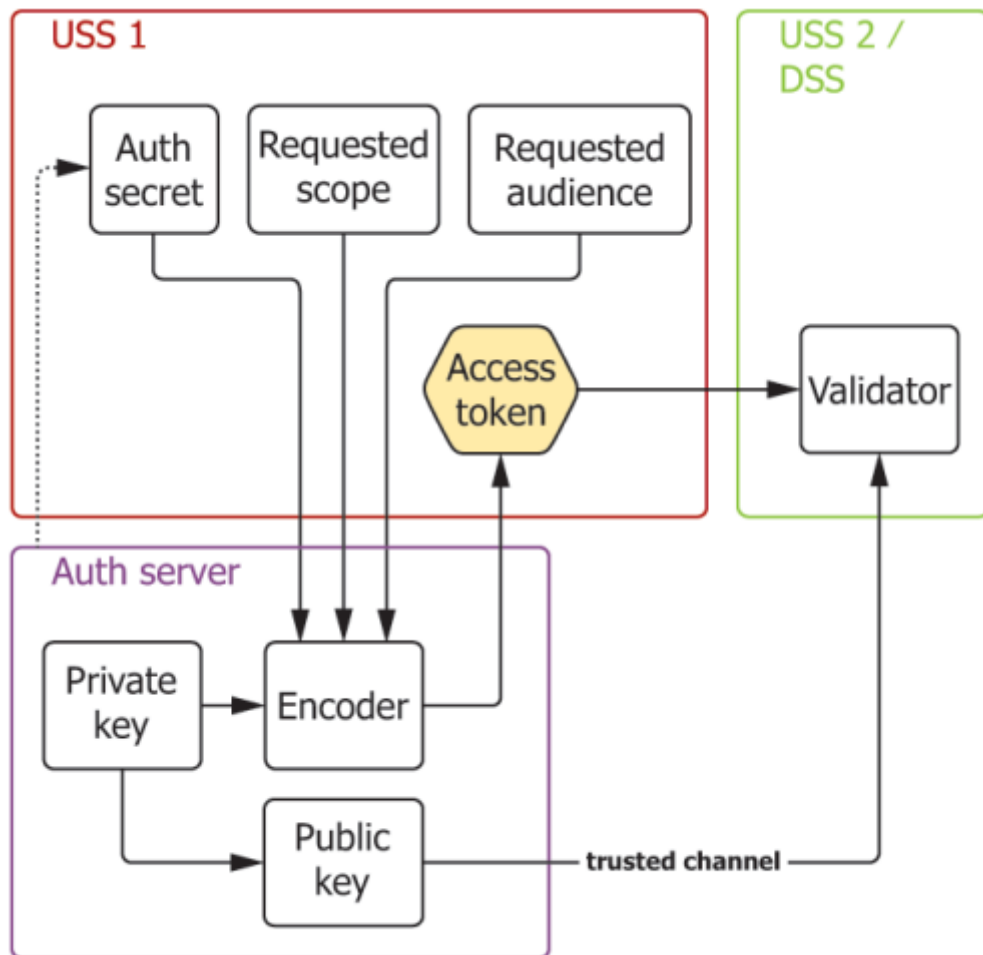 USS 1
USS 2 /
DSS
Auth
secret
Requested
scope
Requested
audience
Access
token
Validator
Auth server
Private
key
Encoder
Public
key
trusted channel